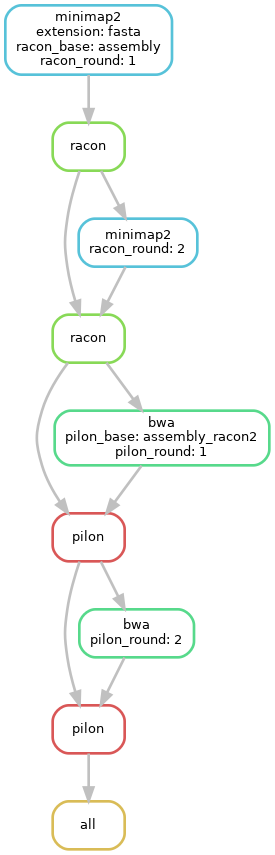 minimap2
extension: fasta
racon_base: assembly
racon_round: 1
racon
minimap2
racon_round: 2
racon
bwa
pilon_base: assembly_racon2
pilon_round: 1
pilon
bwa
pilon_round: 2
pilon
all